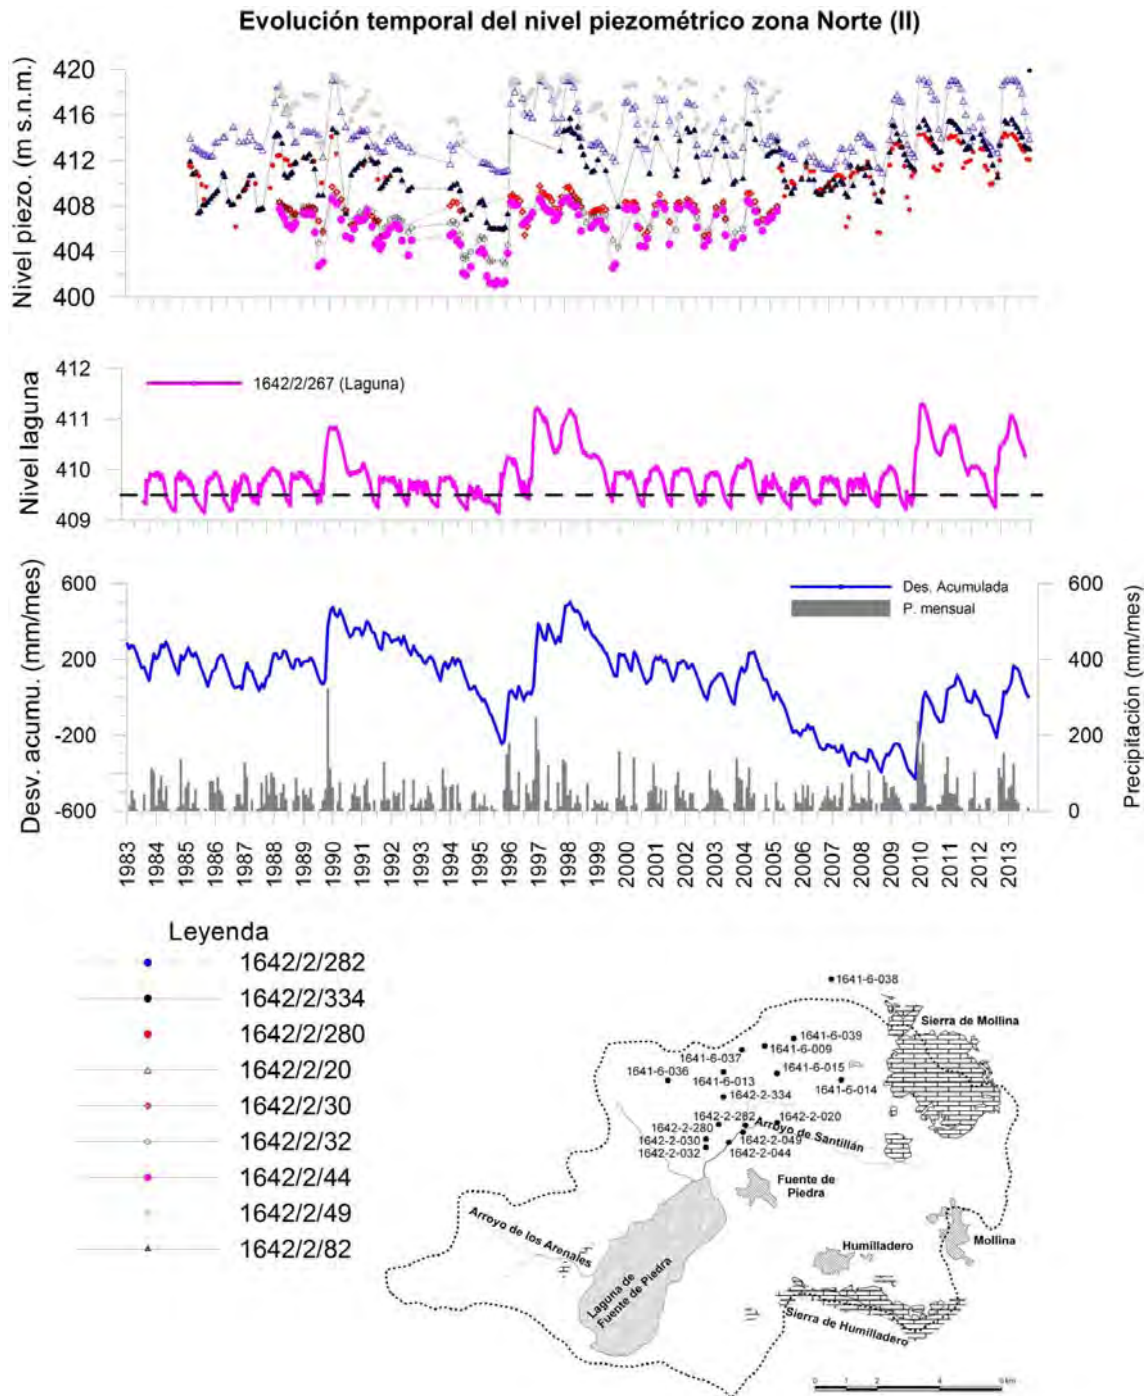 Evolución temporal del nivel piezométrico zona Norte (II)
Nivel piezo. (m s.n.m.)
420
416
412
408
404
400
Nivel laguna
412
411
410
409
1642/2/267 (Laguna)
Desv. acumu. (mm/mes)
600
200
-200
-600
Des. Acumulada
P. mensual
600
400
200
0
Precipitación (mm/mes)
1983 1984 1985 1986 1987 1988 1989 1990 1991 1992 1993 1994 1995 1996 1997 1998 1999 2000 2001 2002 2003 2004 2005 2006 2007 2008 2009 2010 2011 2012 2013
Leyenda
1642/2/282
1642/2/334
1642/2/280
1642/2/20
1642/2/30
1642/2/32
1642/2/44
1642/2/49
1642/2/82
1641-6-038
Sierra de Mollina
1641-6-039
1641-6-037
1641-6-009
1641-6-036
1641-6-013
1641-6-015
1641-6-014
1642-2-334
1642-2-282
1642-2-020
1642-2-280
Arroyo de Santillán
1642-2-030
1642-2-049
1642-2-032
1642-2-044
Fuente de
Piedra
Arroyo de los Arenales
Mollina
Humilladero
Laguna de
Fuente de Piedra
Sierra de Humilladero
0 2 4 6 km